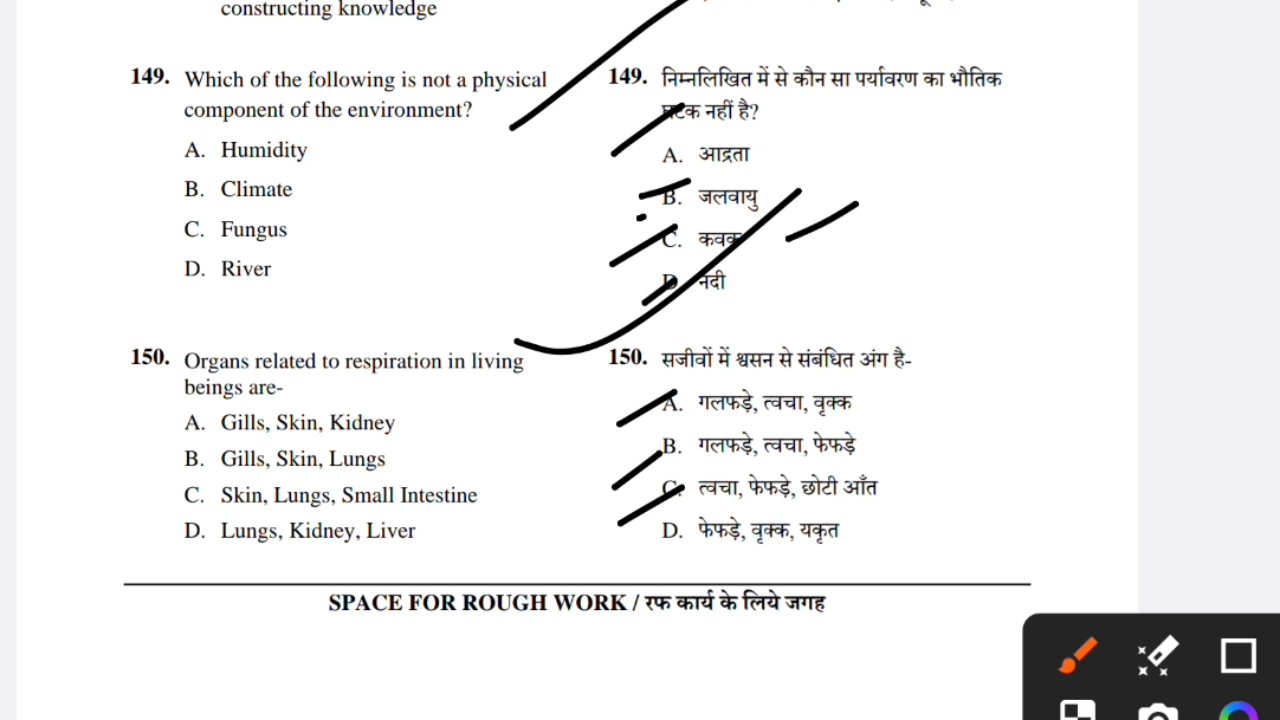 constructing knowledge
149. Which of the following is not a physical
component of the environment?
A. Humidity
B. Climate
C. Fungus
D. River
150. Organs related to respiration in living
beings are-
A. Gills, Skin, Kidney
B. Gills, Skin, Lungs
C. Skin, Lungs, Small Intestine
D. Lungs, Kidney, Liver
149. निम्नलिखित में से कौन सा पर्यावरण का भौतिक
घटक नहीं है?
A. आद्रता
B. जलवायु
C. कवक
D. नदी
150. सजीवों में श्वसन से संबंधित अंग है-
A. गलफड़े, त्वचा, वृक्क
B. गलफड़े, त्वचा, फेफड़े
C. त्वचा, फेफड़े, छोटी आँत
D. फेफड़े, वृक्क, यकृत
SPACE FOR ROUGH WORK / रफ कार्य के लिये जगह